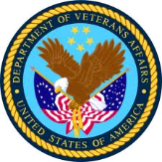 DEPARTMENT OF VETERANS AFFAIRS
UNITED STATES OF AMERICA